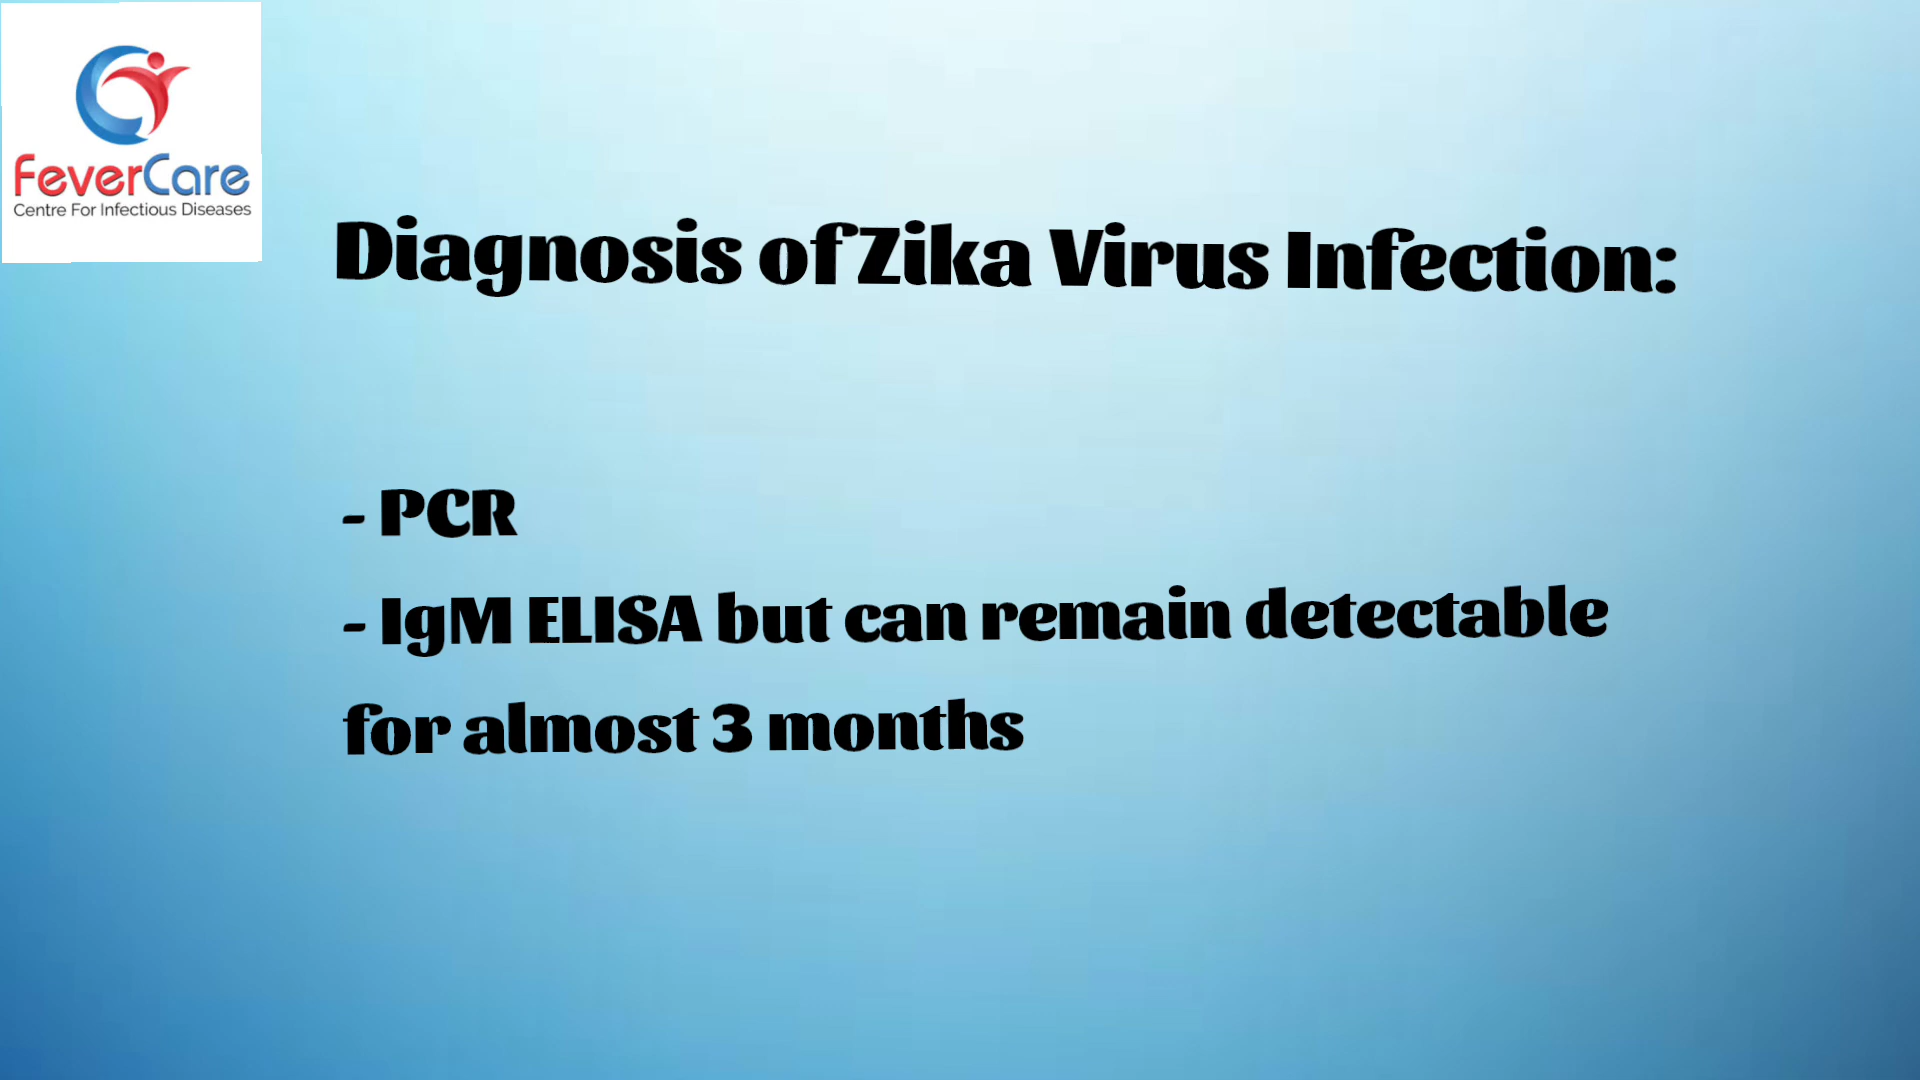 FeverCare
Centre For Infectious Diseases
Diagnosis of Zika Virus Infection:
- PCR
- IgM ELISA but can remain detectable
for almost 3 months